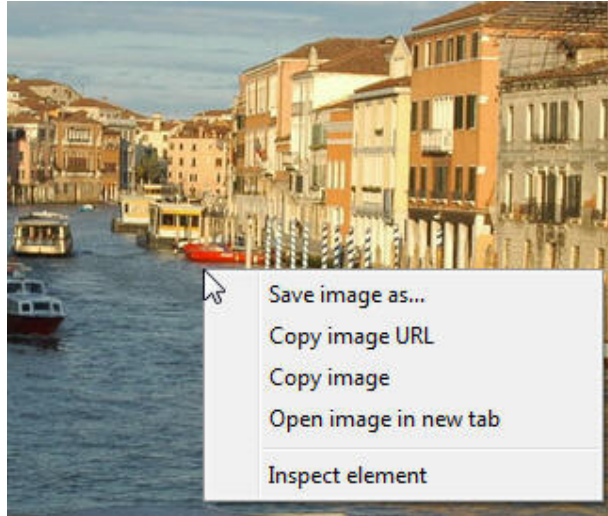 Save image as...
Copy image URL
Copy image
Open image in new tab
Inspect element